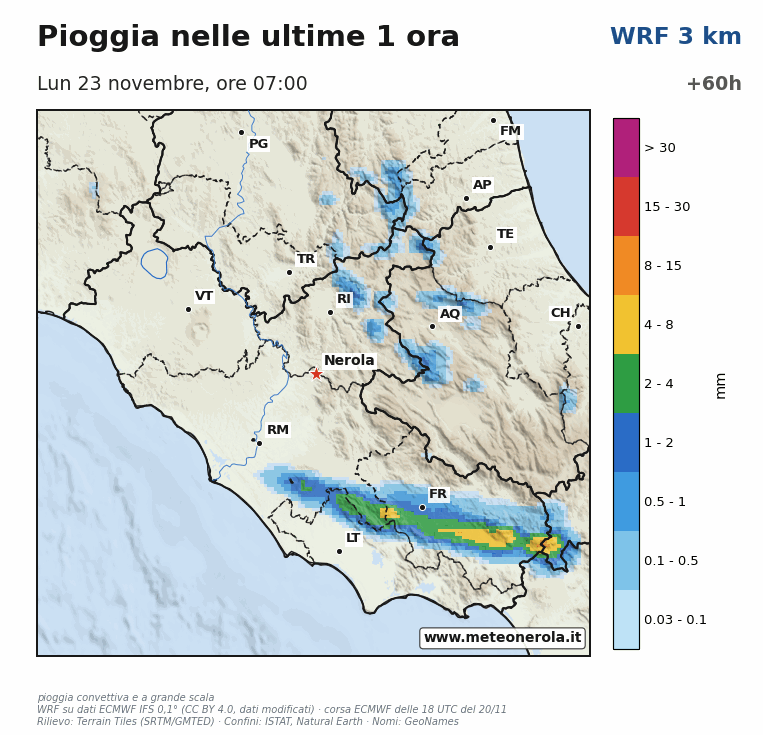 Pioggia nelle ultime 1 ora
WRF 3 km
Lun 23 novembre, ore 07:00
+60h
FM
PG
AP
TE
TR
VT
RI
AQ
CH
Nerola
RM
FR
LT
www.meteonerola.it
> 30
15 - 30
8 - 15
4 - 8
2 - 4
1 - 2
0.5 - 1
0.1 - 0.5
0.03 - 0.1
mm
pioggia convettiva e a grande scala
WRF su dati ECMWF IFS 0,1° (CC BY 4.0, dati modificati) · corsa ECMWF delle 18 UTC del 20/11
Rilievo: Terrain Tiles (SRTM/GMTED) · Confini: ISTAT, Natural Earth · Nomi: GeoNames